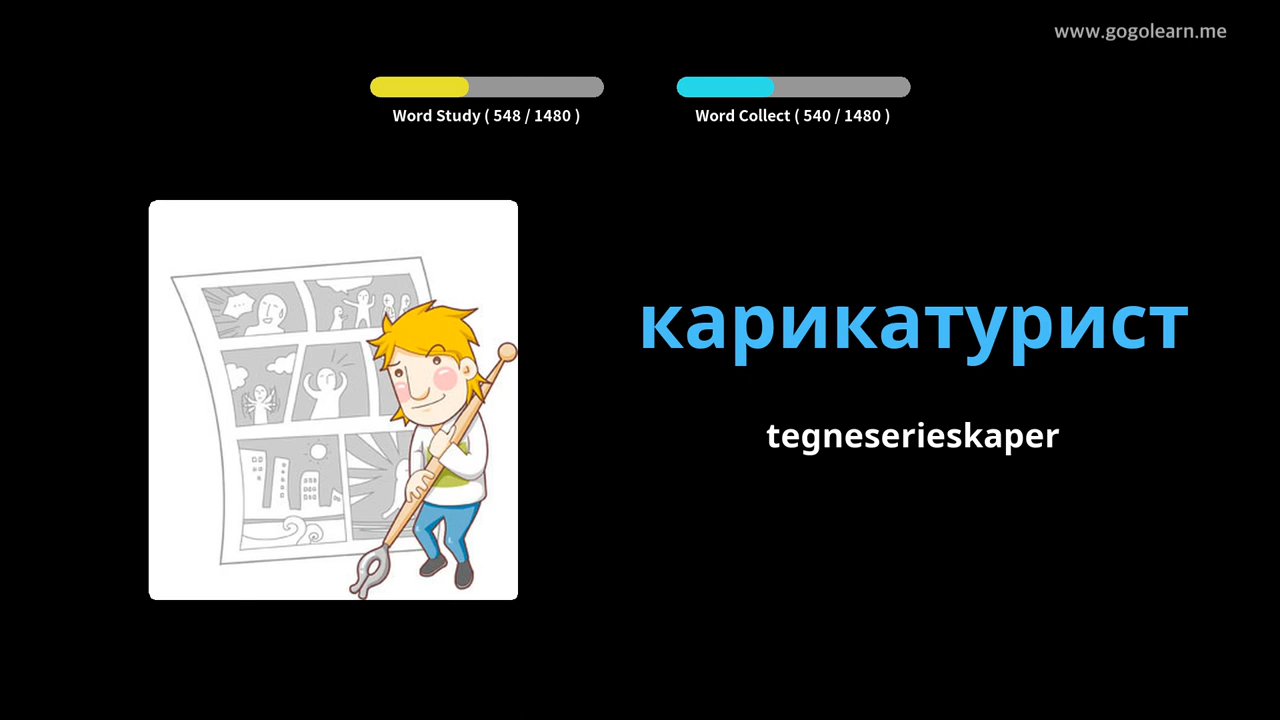 www.gogolearn.me
Word Study ( 548 / 1480 )
Word Collect ( 540 / 1480 )
карикатурист
tegneserieskaper